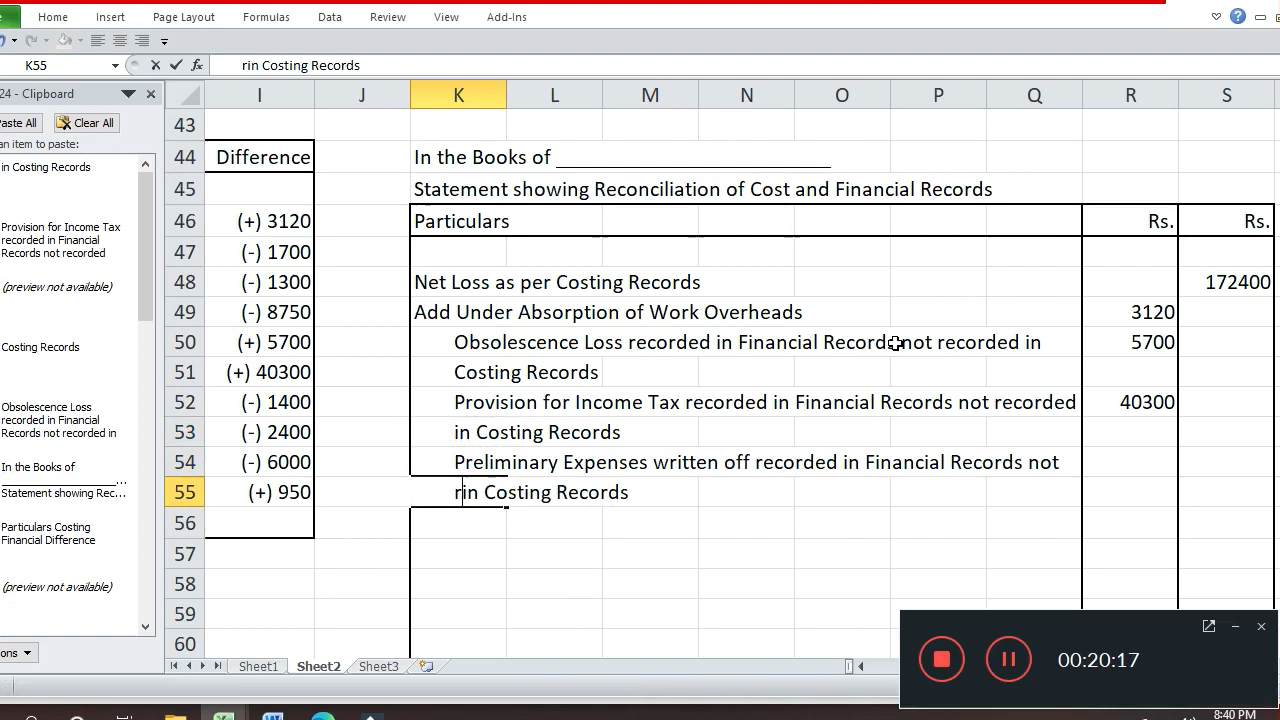 Home Insert Page Layout Formulas Data Review View Add-Ins
K55 fx rin Costing Records
24 - Clipboard
Paste All Clear All
an item to paste:
in Costing Records
Provision for Income Tax
recorded in Financial
Records not recorded
(preview not available)
Costing Records
Obsolescence Loss
recorded in Financial
Records not recorded in
In the Books of
____________________...
Statement showing Rec...
Particulars Costing
Financial Difference
(preview not available)
ons
I J K L M N O P Q R S
43
44 Difference In the Books of __________________________
45 Statement showing Reconciliation of Cost and Financial Records
46 (+) 3120 Particulars Rs. Rs.
47 (-) 1700
48 (-) 1300 Net Loss as per Costing Records 172400
49 (-) 8750 Add Under Absorption of Work Overheads 3120
50 (+) 5700 Obsolescence Loss recorded in Financial Records not recorded in 5700
51 (+) 40300 Costing Records
52 (-) 1400 Provision for Income Tax recorded in Financial Records not recorded 40300
53 (-) 2400 in Costing Records
54 (-) 6000 Preliminary Expenses written off recorded in Financial Records not
55 (+) 950 rin Costing Records
56
57
58
59
60
Sheet1 Sheet2 Sheet3
00:20:17
8:40 PM